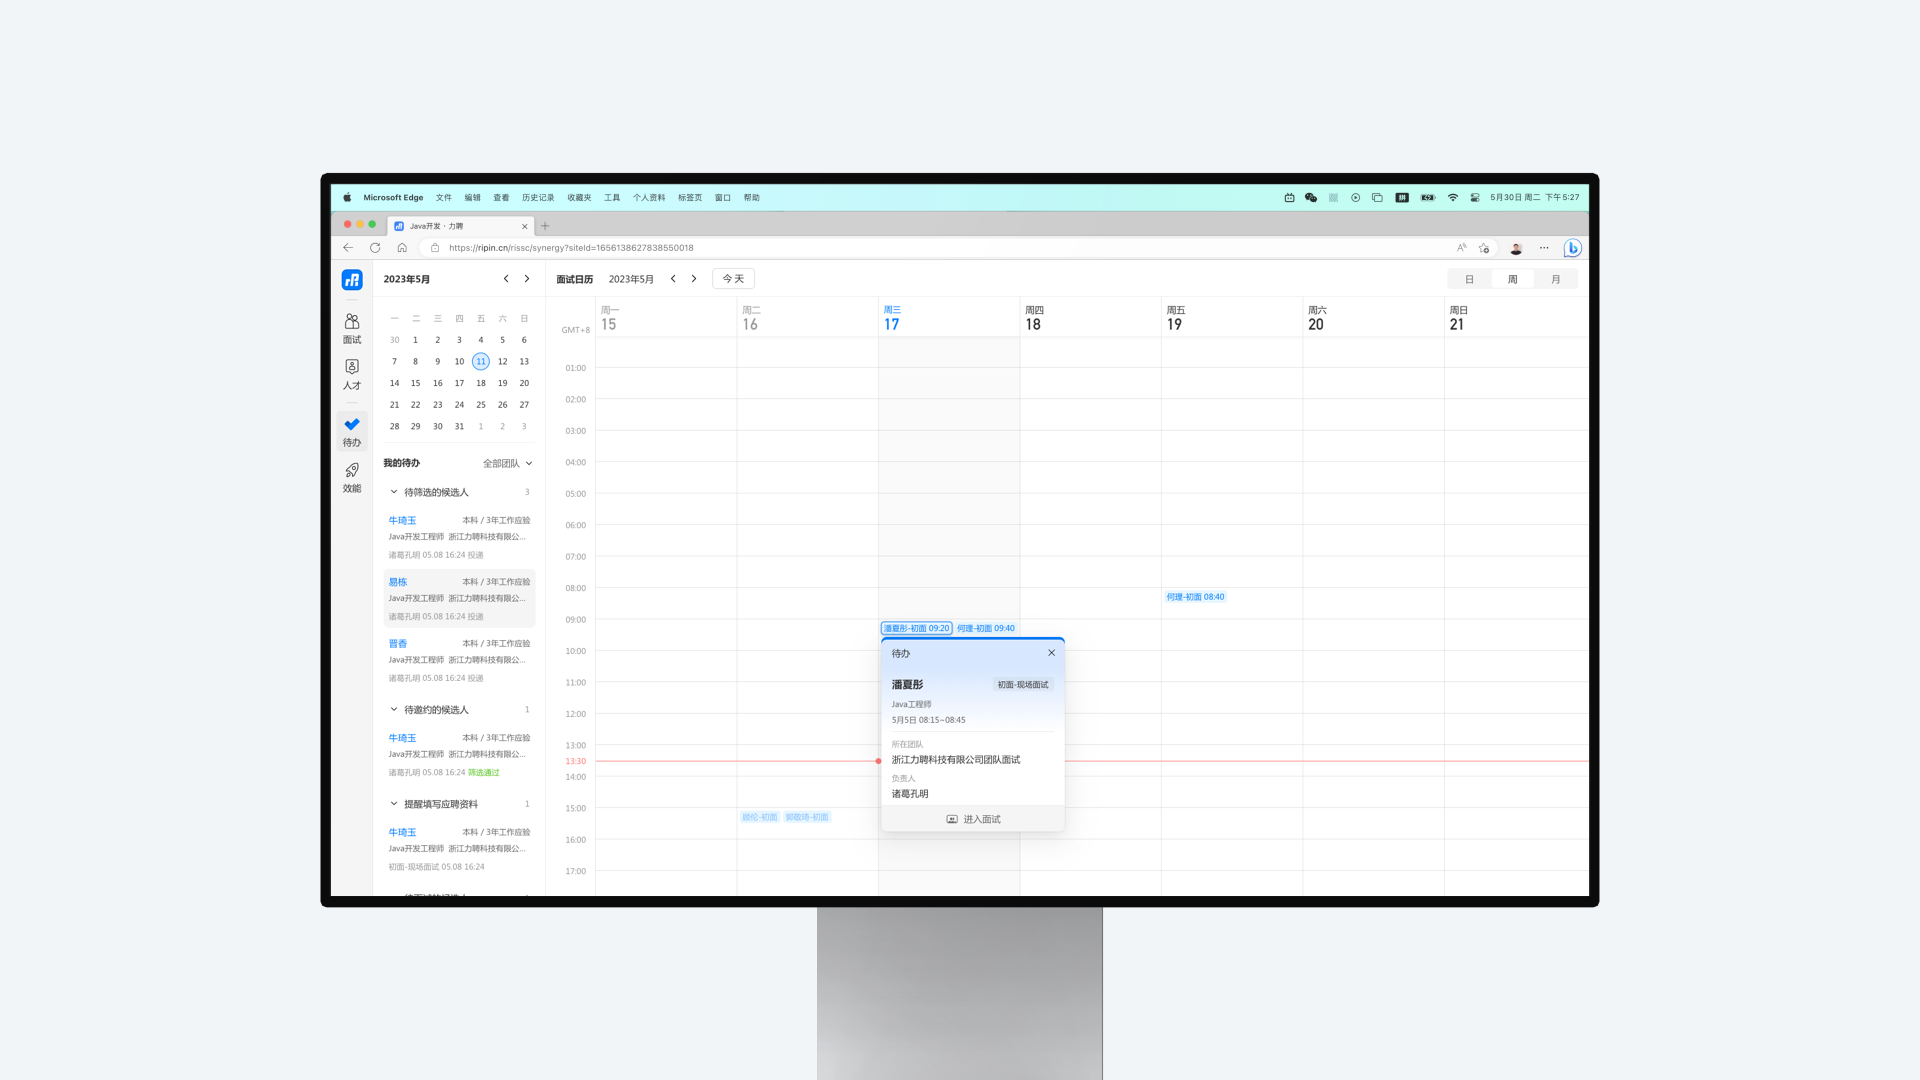 Microsoft Edge 文件 编辑 查看 历史记录 收藏夹 工具 个人资料 标签页 窗口 帮助
5月30日 周二 下午5:27
Java开发 · 力聘
https://ripin.cn/rissc/synergy?siteId=1656138627838550018
面试
人才
待办
效能
2023年5月
一 二 三 四 五 六 日
30 1 2 3 4 5 6
7 8 9 10 11 12 13
14 15 16 17 18 19 20
21 22 23 24 25 26 27
28 29 30 31 1 2 3
我的待办 全部团队
待筛选的候选人 3
牛琦玉 本科 / 3年工作应验
Java开发工程师 浙江力聘科技有限公...
诸葛孔明 05.08 16:24 投递
易栋 本科 / 3年工作应验
Java开发工程师 浙江力聘科技有限公...
诸葛孔明 05.08 16:24 投递
晋香 本科 / 3年工作应验
Java开发工程师 浙江力聘科技有限公...
诸葛孔明 05.08 16:24 投递
待邀约的候选人 1
牛琦玉 本科 / 3年工作应验
Java开发工程师 浙江力聘科技有限公...
诸葛孔明 05.08 16:24 筛选通过
提醒填写应聘资料 1
牛琦玉 本科 / 3年工作应验
Java开发工程师 浙江力聘科技有限公...
初面-现场面试 05.08 16:24
面试日历 2023年5月 今天
日 周 月
GMT+8
周一 周二 周三 周四 周五 周六 周日
15 16 17 18 19 20 21
01:00
02:00
03:00
04:00
05:00
06:00
07:00
08:00
何理-初面 08:40
09:00
潘夏彤-初面 09:20 何理-初面 09:40
10:00
11:00
12:00
13:00
13:30
14:00
15:00
顾伦-初面 郭敬琦-初面
16:00
17:00
待办
潘夏彤 初面-现场面试
Java工程师
5月5日 08:15~08:45
所在团队
浙江力聘科技有限公司团队面试
负责人
诸葛孔明
进入面试